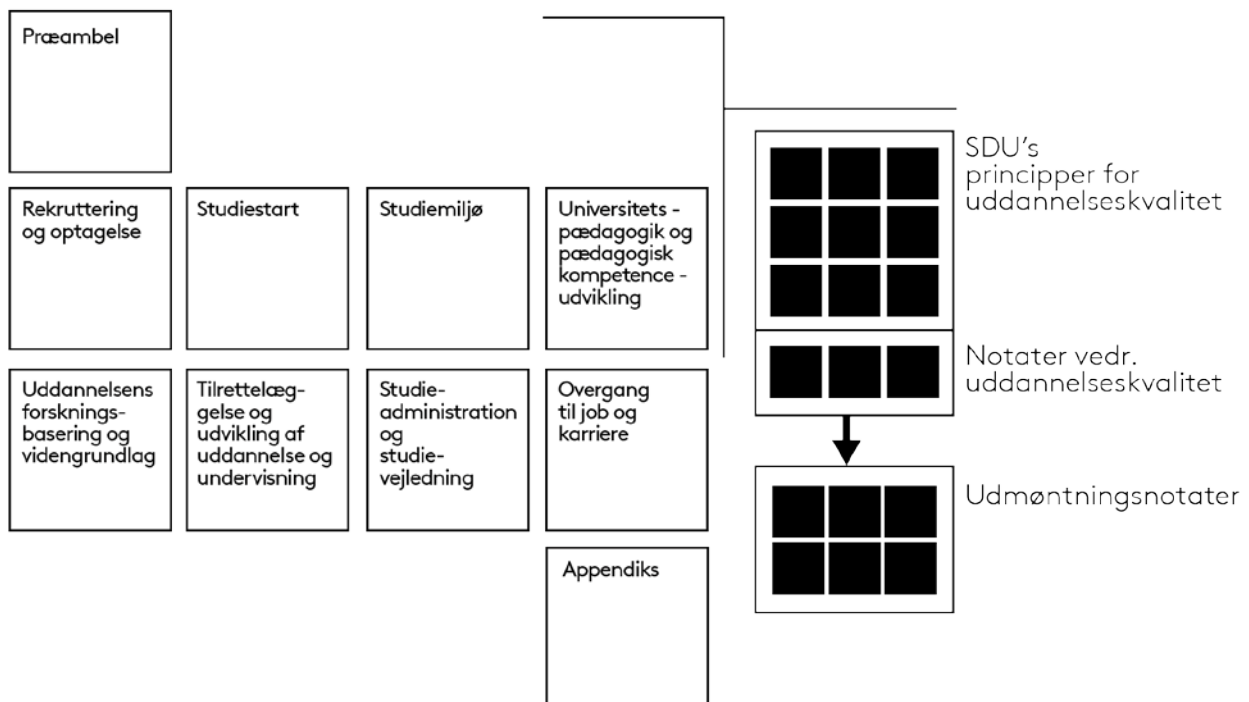 Præambel
Rekruttering
og optagelse
Studiestart
Studiemiljø
Universitets -
pædagogik og
pædagogisk
kompetence -
udvikling
Uddannelsens
forsknings-
basering og
videngrundlag
Tilrettelæg-
gelse og
udvikling af
uddannelse og
undervisning
Studie-
administration
og
studie-
vejledning
Overgang
til job og
karriere
Appendiks
SDU's
principper for
uddannelseskvalitet
Notater vedr.
uddannelseskvalitet
Udmøntningsnotater